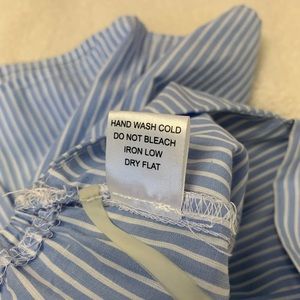 HAND WASH COLD
DO NOT BLEACH
IRON LOW
DRY FLAT